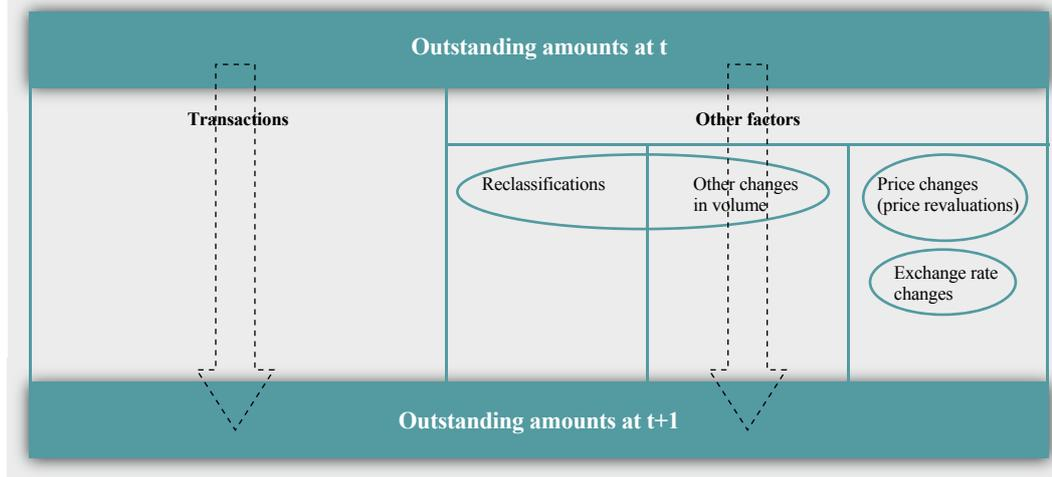 Outstanding amounts at t
Transactions
Other factors
Reclassifications
Other changes
in volume
Price changes
(price revaluations)
Exchange rate
changes
Outstanding amounts at t+1